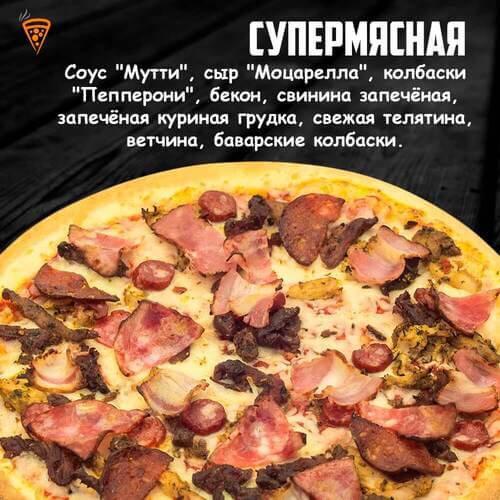 СУПЕРМЯСНАЯ
Соус "Мутти", сыр "Моцарелла", колбаски
"Пепперони", бекон, свинина запечёная,
запечёная куриная грудка, свежая телятина,
ветчина, баварские колбаски.